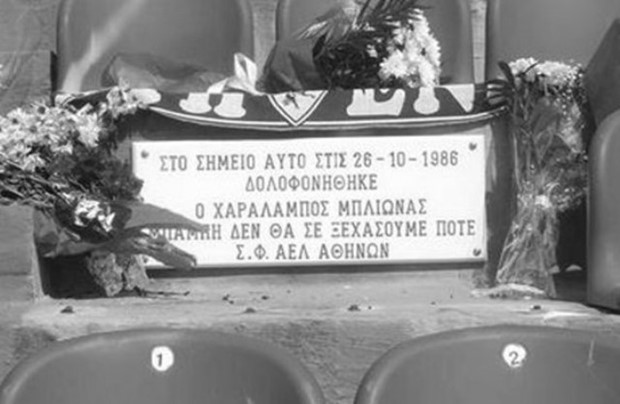 ΣΤΟ ΣΗΜΕΙΟ ΑΥΤΟ ΣΤΙΣ 26-10-1986
ΔΟΛΟΦΟΝΗΘΗΚΕ
Ο ΧΑΡΑΛΑΜΠΟΣ ΜΠΛΙΩΝΑΣ
ΜΠΑΜΠΗ ΔΕΝ ΘΑ ΣΕ ΞΕΧΑΣΟΥΜΕ ΠΟΤΕ
Σ.Φ. ΑΕΛ ΑΘΗΝΩΝ
1
2